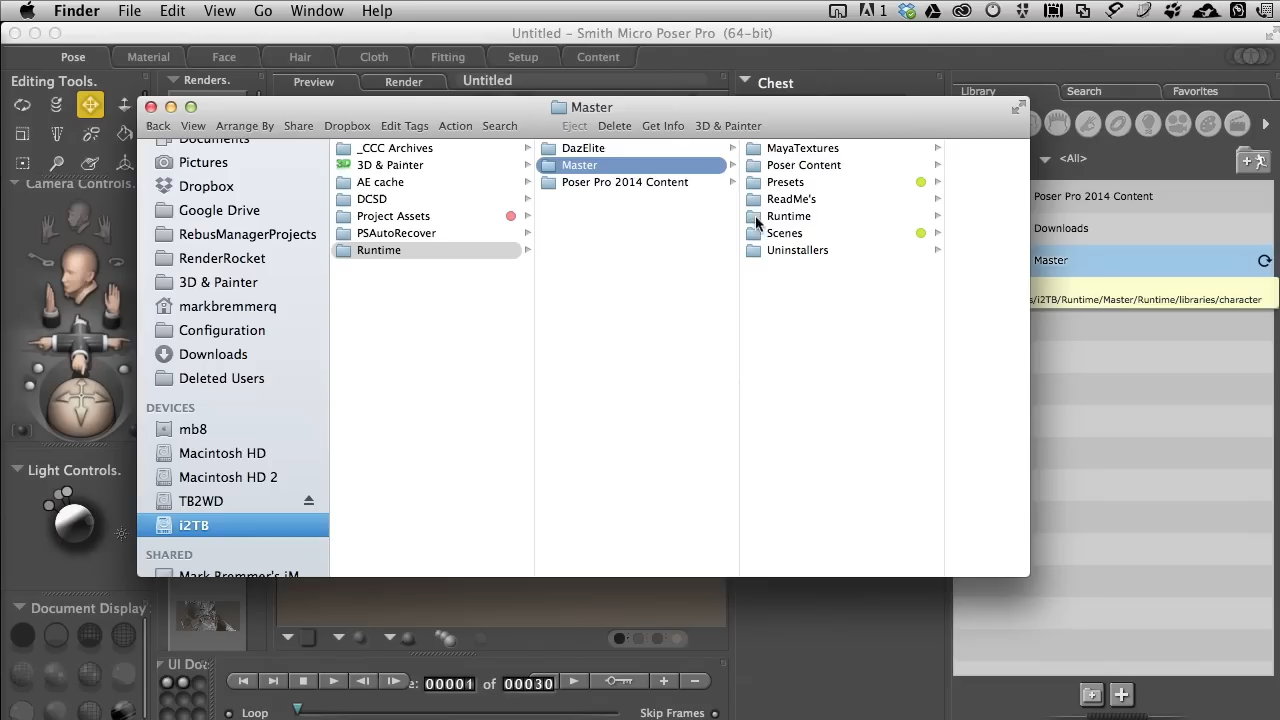 Finder File Edit View Go Window Help
1
Untitled - Smith Micro Poser Pro (64-bit)
Pose Material Face Hair Cloth Fitting Setup Content
Editing Tools.
Renders.
Preview Render Untitled
Chest
Library Search Favorites
Master
Back View Arrange By Share Dropbox Edit Tags Action Search Eject Delete Get Info 3D & Painter
Documents
Pictures
Dropbox
Google Drive
RebusManagerProjects
RenderRocket
3D & Painter
markbremmerq
Configuration
Downloads
Deleted Users
DEVICES
mb8
Macintosh HD
Macintosh HD 2
TB2WD
i2TB
SHARED
Mark Bremmer's iM
_CCC Archives
3D & Painter
AE cache
DCSD
Project Assets
PSAutoRecover
Runtime
DazElite
Master
Poser Pro 2014 Content
MayaTextures
Poser Content
Presets
ReadMe's
Runtime
Scenes
Uninstallers
<All>
Poser Pro 2014 Content
Downloads
Master
s/i2TB/Runtime/Master/Runtime/libraries/character
Camera Controls.
Light Controls.
Document Display
UI Do
e: 00001 of 00030
Loop
Skip Frames